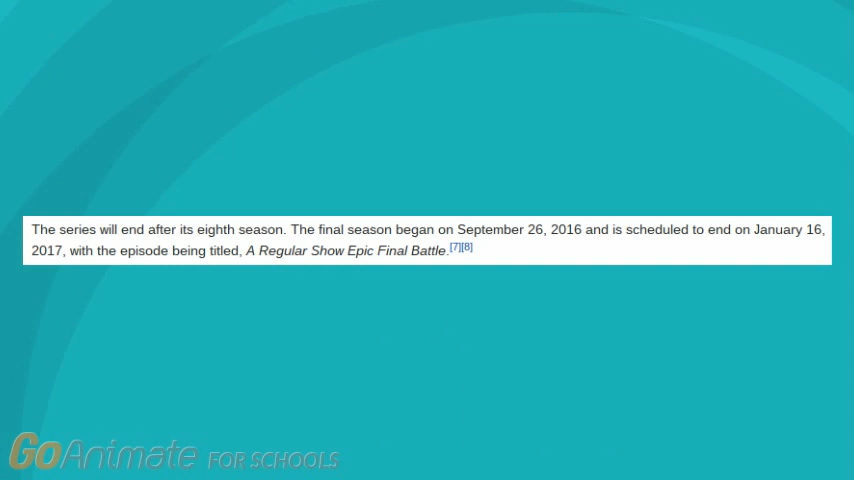 The series will end after its eighth season. The final season began on September 26, 2016 and is scheduled to end on January 16,
2017, with the episode being titled, A Regular Show Epic Final Battle.[7][8]
GoAnimate FOR SCHOOLS